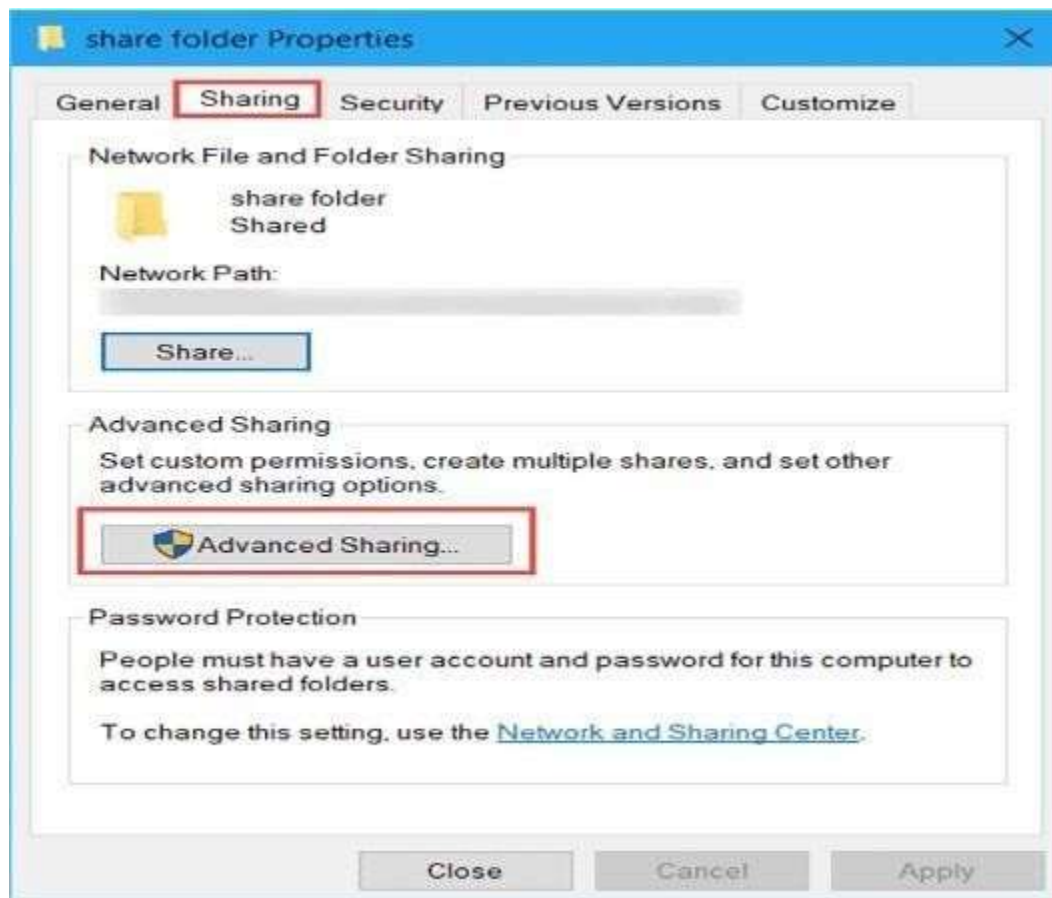 share folder Properties
General Sharing Security Previous Versions Customize
Network File and Folder Sharing
share folder
Shared
Network Path:
Share...
Advanced Sharing
Set custom permissions, create multiple shares, and set other
advanced sharing options.
Advanced Sharing...
Password Protection
People must have a user account and password for this computer to
access shared folders.
To change this setting, use the Network and Sharing Center.
Close Cancel Apply